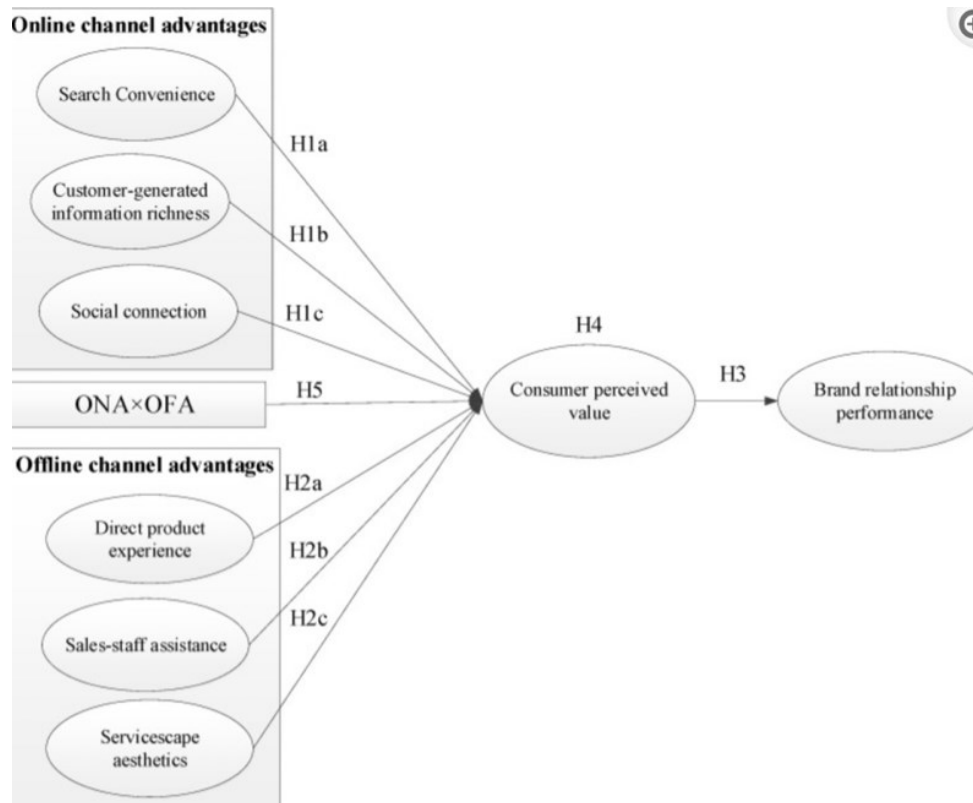 Online channel advantages
Search Convenience
H1a
Customer-generated
information richness
H1b
Social connection
H1c
H4
Consumer perceived
value
H3
Brand relationship
performance
ONA×OFA
H5
Offline channel advantages
H2a
Direct product
experience
H2b
Sales-staff assistance
H2c
Servicescape
aesthetics